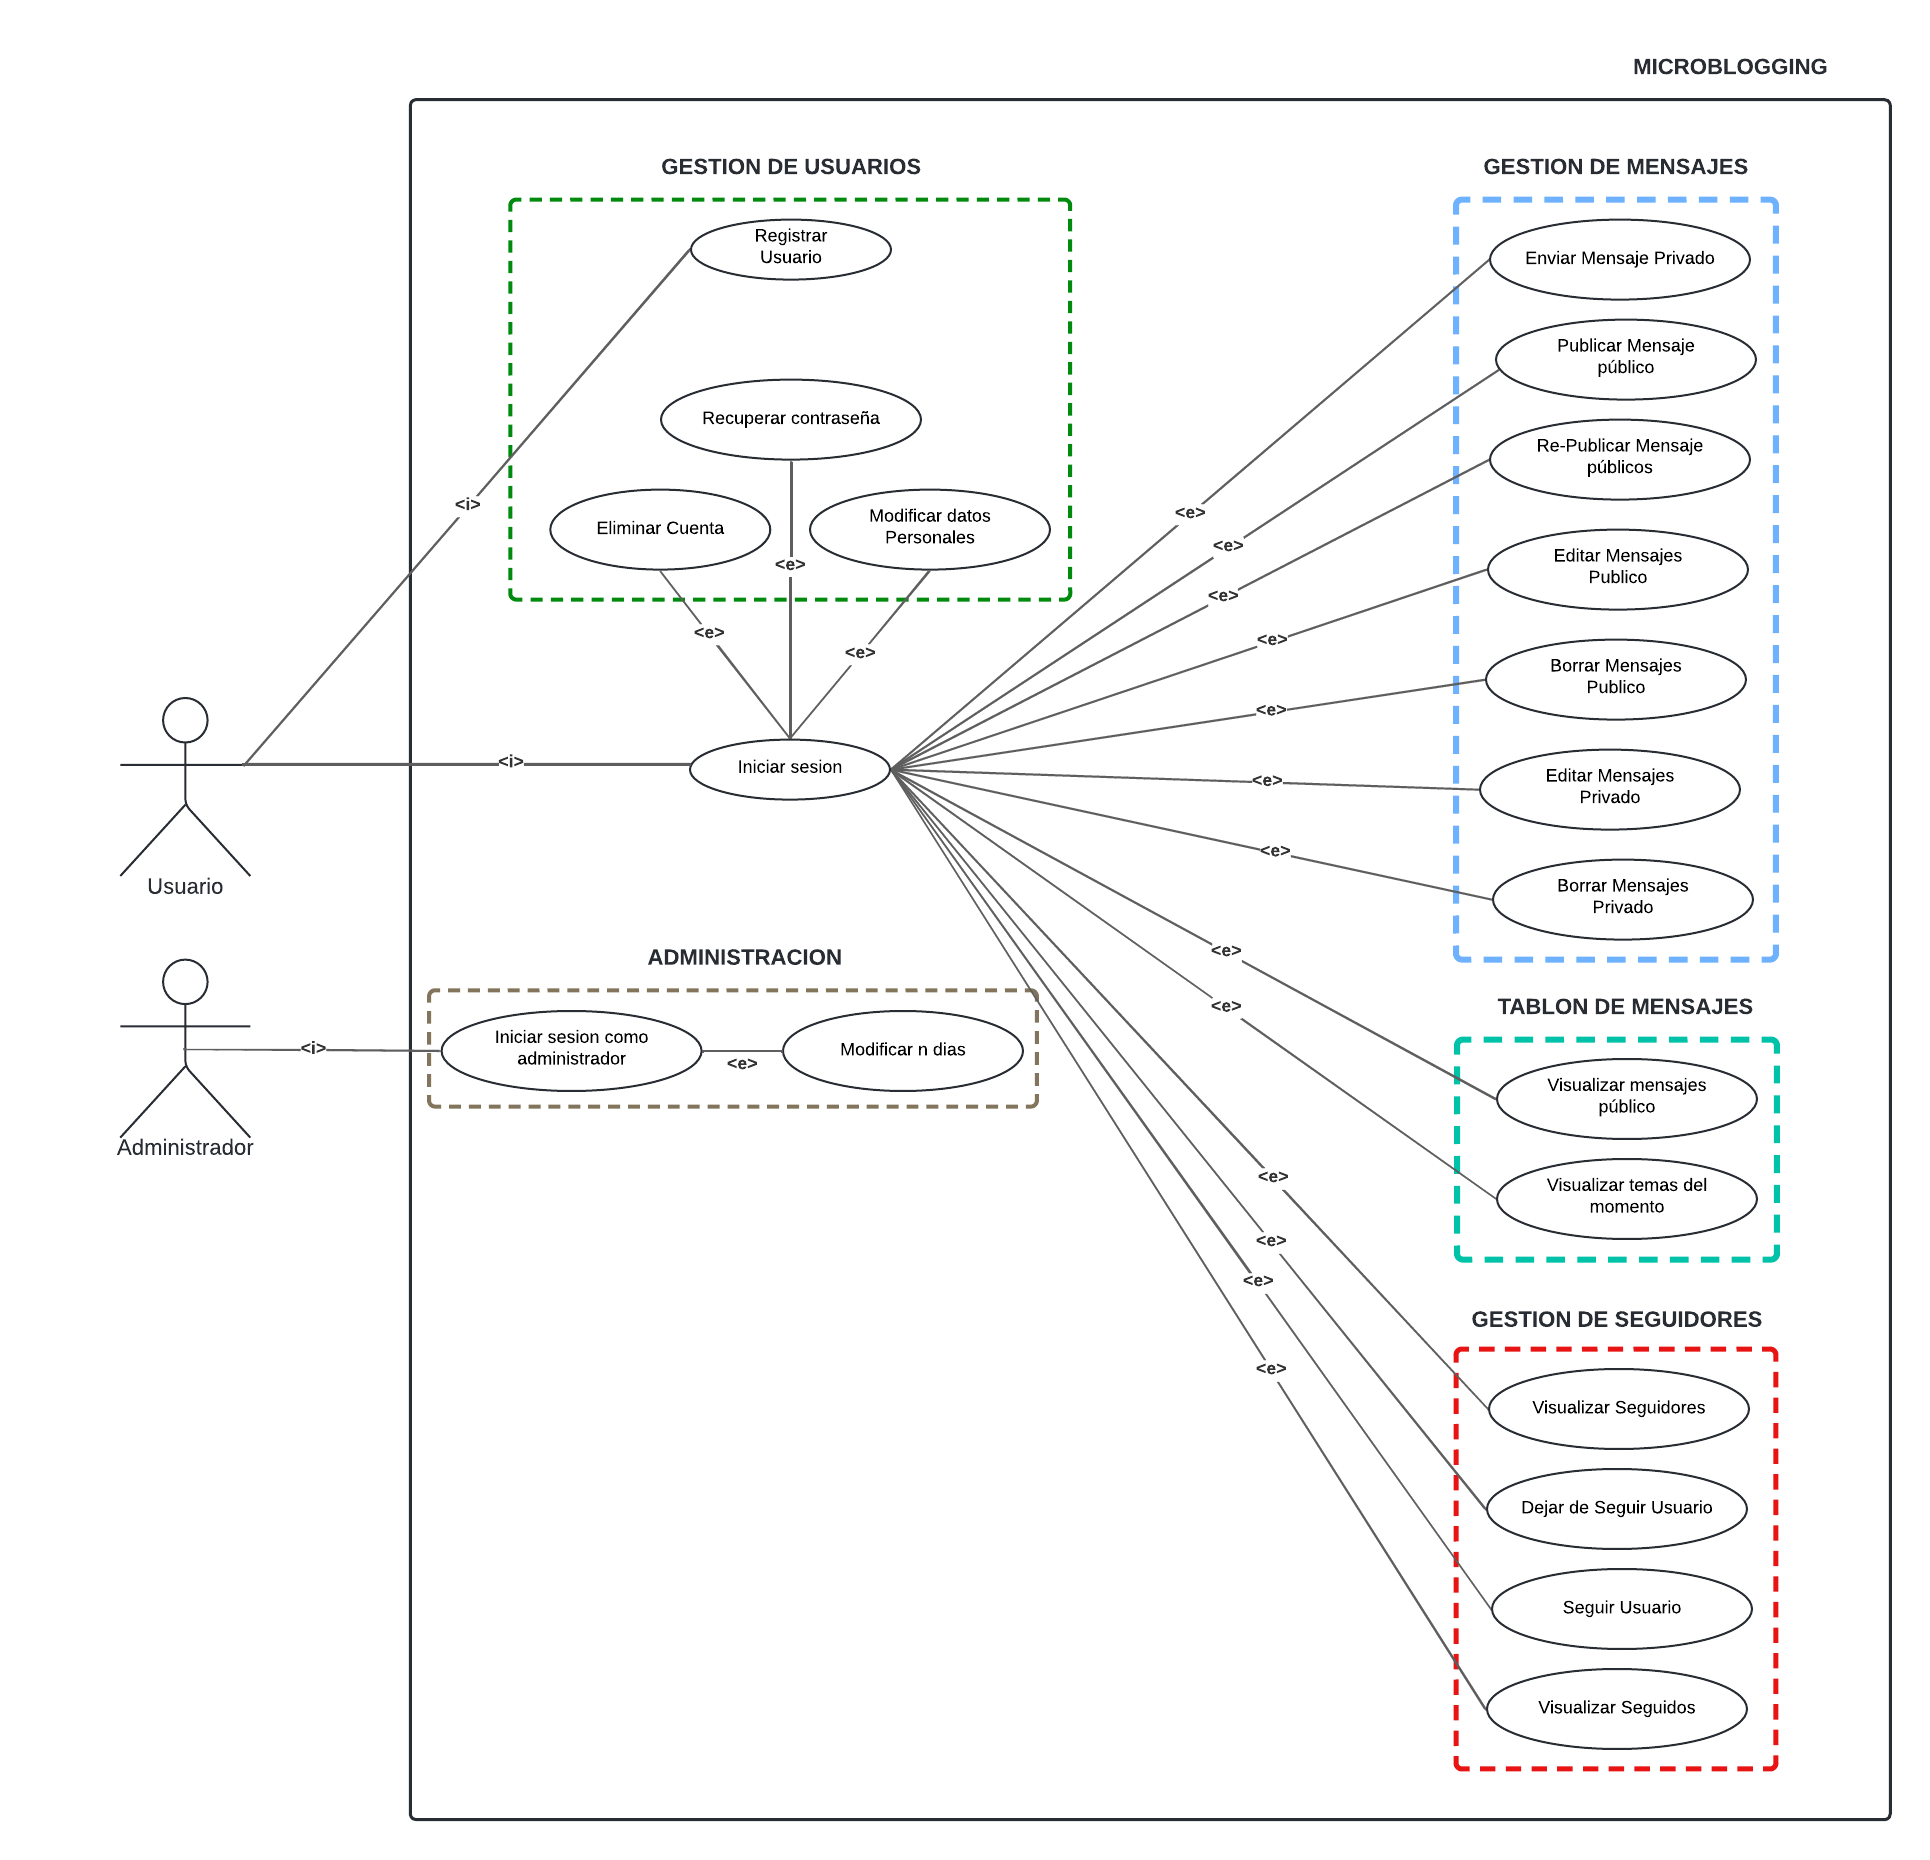 MICROBLOGGING
GESTION DE USUARIOS
Registrar
Usuario
Recuperar contraseña
Eliminar Cuenta
Modificar datos
Personales
<i>
<e>
<e>
<e>
<i>
Iniciar sesion
Usuario
ADMINISTRACION
Iniciar sesion como
administrador
<e>
Modificar n dias
<i>
Administrador
<e>
<e>
<e>
<e>
<e>
<e>
<e>
<e>
<e>
<e>
<e>
<e>
<e>
GESTION DE MENSAJES
Enviar Mensaje Privado
Publicar Mensaje
público
Re-Publicar Mensaje
públicos
Editar Mensajes
Publico
Borrar Mensajes
Publico
Editar Mensajes
Privado
Borrar Mensajes
Privado
TABLON DE MENSAJES
Visualizar mensajes
público
Visualizar temas del
momento
GESTION DE SEGUIDORES
Visualizar Seguidores
Dejar de Seguir Usuario
Seguir Usuario
Visualizar Seguidos